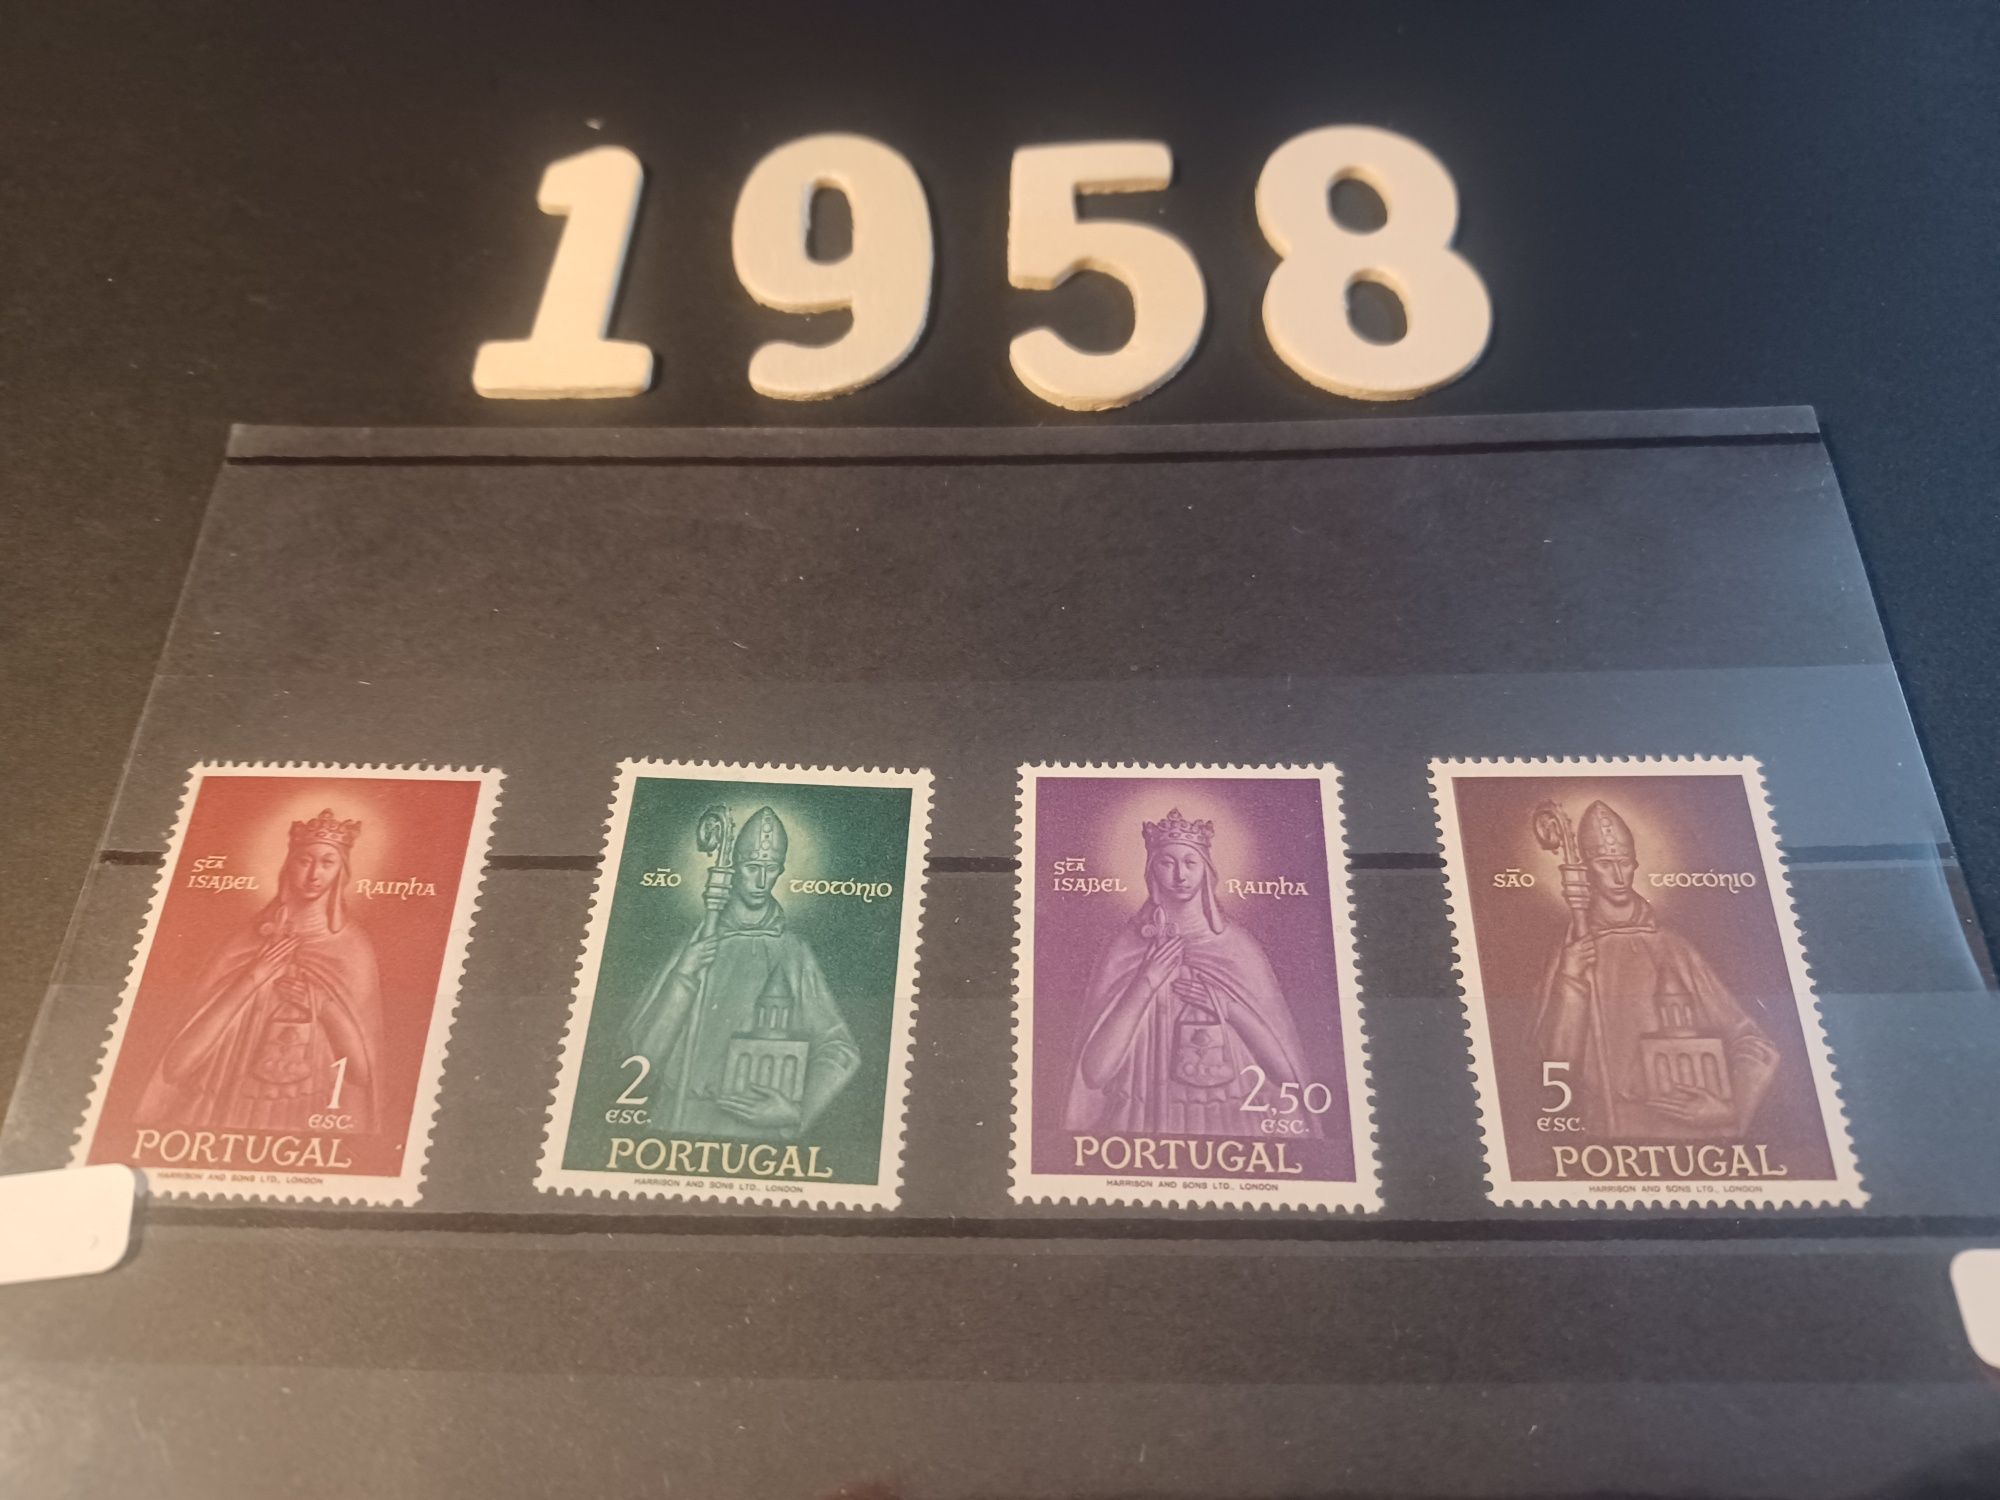 1958
STA ISABEL RAINHA
1 ESC.
PORTUGAL
HARRISON AND SONS LTD., LONDON
SÃO TEOTÓNIO
2 ESC.
PORTUGAL
HARRISON AND SONS LTD., LONDON
STA ISABEL RAINHA
2,50 ESC.
PORTUGAL
HARRISON AND SONS LTD., LONDON
SÃO TEOTÓNIO
5 ESC.
PORTUGAL
HARRISON AND SONS LTD., LONDON